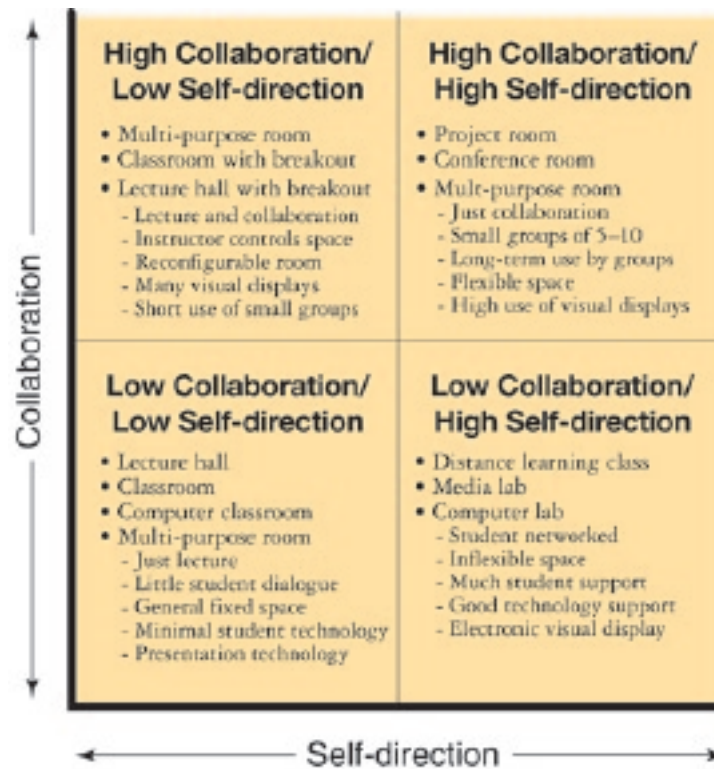 High Collaboration/
Low Self-direction
• Multi-purpose room
• Classroom with breakout
• Lecture hall with breakout
- Lecture and collaboration
- Instructor controls space
- Reconfigurable room
- Many visual displays
- Short use of small groups
High Collaboration/
High Self-direction
• Project room
• Conference room
• Mult-purpose room
- Just collaboration
- Small groups of 5–10
- Long-term use by groups
- Flexible space
- High use of visual displays
Low Collaboration/
Low Self-direction
• Lecture hall
• Classroom
• Computer classroom
• Multi-purpose room
- Just lecture
- Little student dialogue
- General fixed space
- Minimal student technology
- Presentation technology
Low Collaboration/
High Self-direction
• Distance learning class
• Media lab
• Computer lab
- Student networked
- Inflexible space
- Much student support
- Good technology support
- Electronic visual display
Collaboration
Self-direction